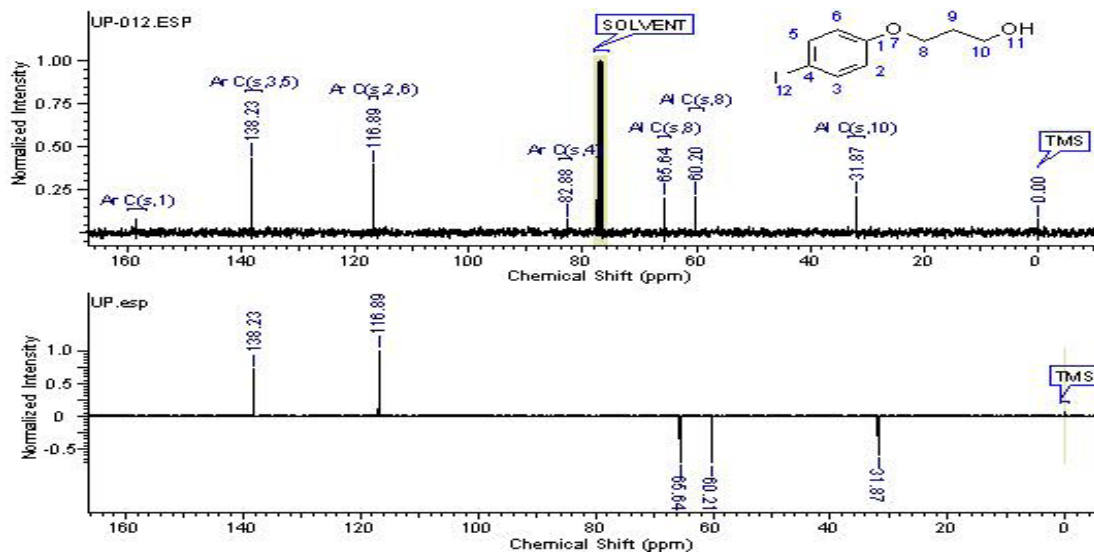 UP-012.ESP
SOLVENT
OH
11
9
10
8
O
7
6
5
1
2
4
3
I
12
Normalized Intensity
1.00
0.75
0.50
0.25
Ar C(s,3,5)
138.23
Ar C(s,2,6)
116.89
Ar C(s,1)
Ar C(s,4)
82.88
Al C(s,8)
Al C(s,8)
65.64
60.20
Al C(s,10)
31.87
TMS
0.00
160 140 120 100 80 60 40 20 0
Chemical Shift (ppm)
UP.esp
Normalized Intensity
1.0
0.5
0
-0.5
138.23
116.89
65.64
60.21
31.87
TMS
160 140 120 100 80 60 40 20 0
Chemical Shift (ppm)